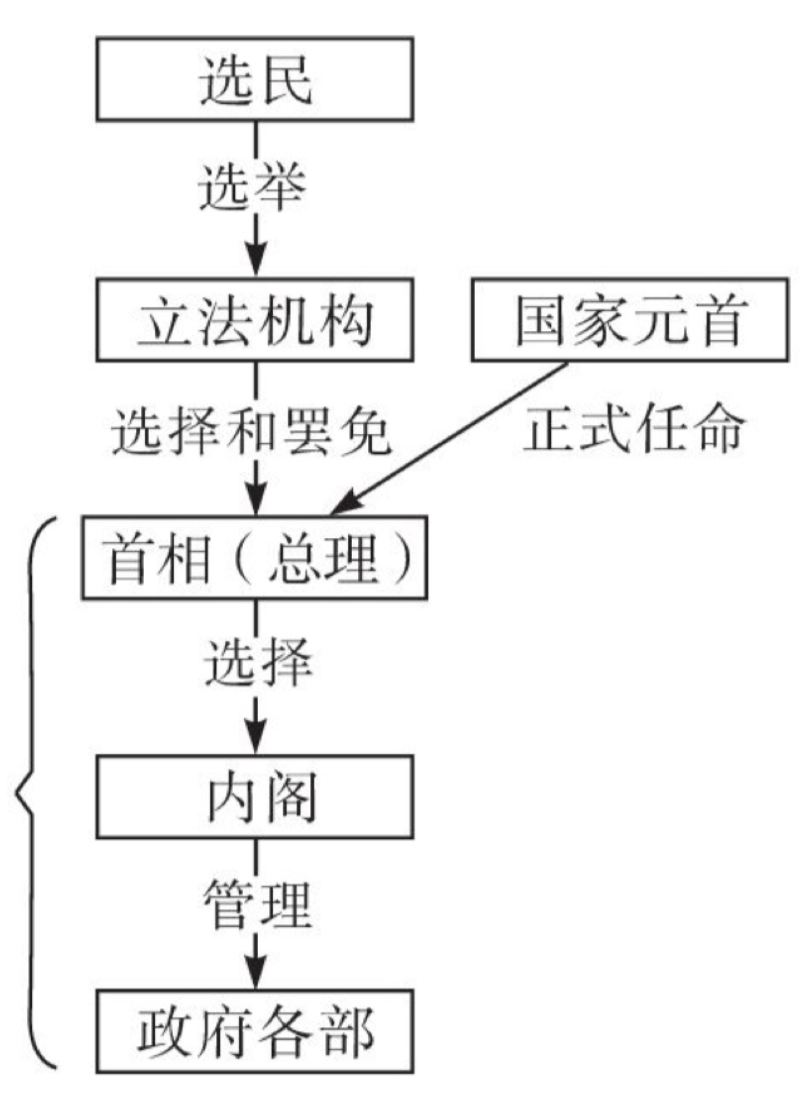 选民
选举
立法机构
国家元首
选择和罢免
正式任命
首相（总理）
选择
内阁
管理
政府各部